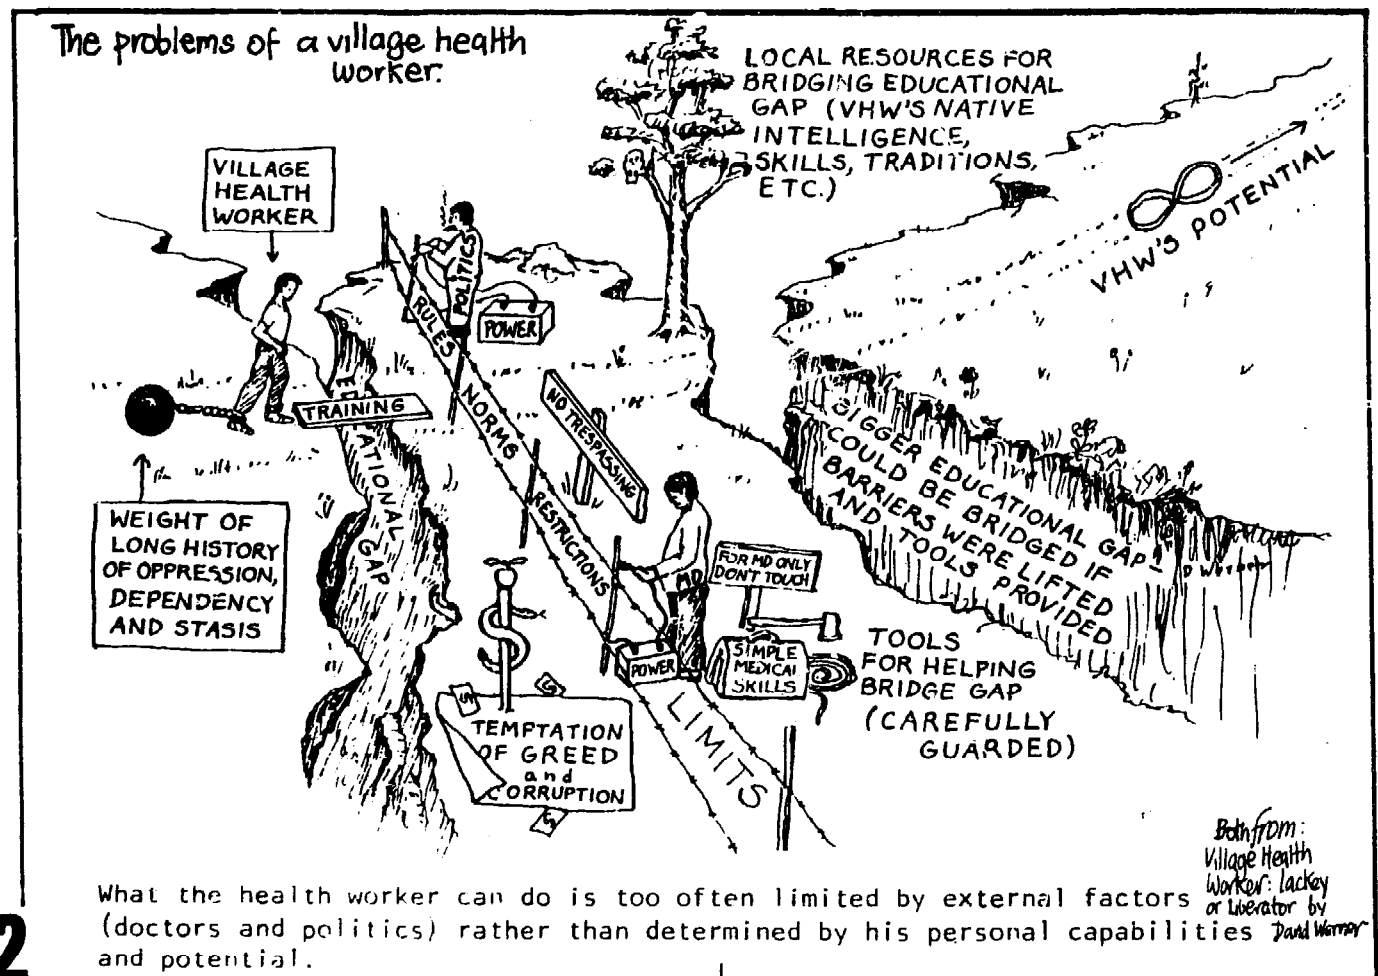 The problems of a village health
worker.
VILLAGE
HEALTH
WORKER
LOCAL RESOURCES FOR
BRIDGING EDUCATIONAL
GAP (VHW'S NATIVE
INTELLIGENCE,
SKILLS, TRADITIONS,
ETC.)
VHW'S POTENTIAL
POLITICS
POWER
RULES
NORMS
RESTRICTIONS
LIMITS
NO TRESPASSING
TRAINING
EDUCATIONAL GAP
WEIGHT OF
LONG HISTORY
OF OPPRESSION,
DEPENDENCY
AND STASIS
BIGGER EDUCATIONAL GAP—
COULD BE BRIDGED IF
BARRIERS WERE LIFTED
AND TOOLS PROVIDED
D Werner
MD
FOR MD ONLY
DON'T TOUCH
POWER
SIMPLE
MEDICAL
SKILLS
TOOLS
FOR HELPING
BRIDGE GAP
(CAREFULLY
GUARDED)
$
TEMPTATION
OF GREED
and
CORRUPTION
Both from:
Village Health
Worker: lackey
or liberator by
David Werner
What the health worker can do is too often limited by external factors
(doctors and politics) rather than determined by his personal capabilities
and potential.
2